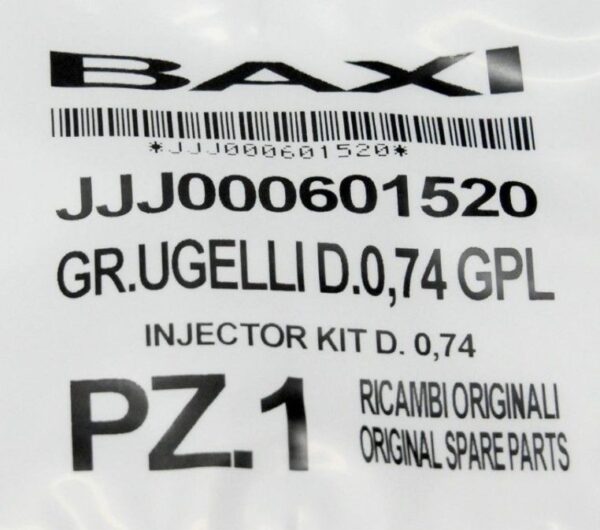 BAXI
*JJJ000601520*
JJJ000601520
GR.UGELLI D.0,74 GPL
INJECTOR KIT D. 0,74
PZ.1
RICAMBI ORIGINALI
ORIGINAL SPARE PARTS